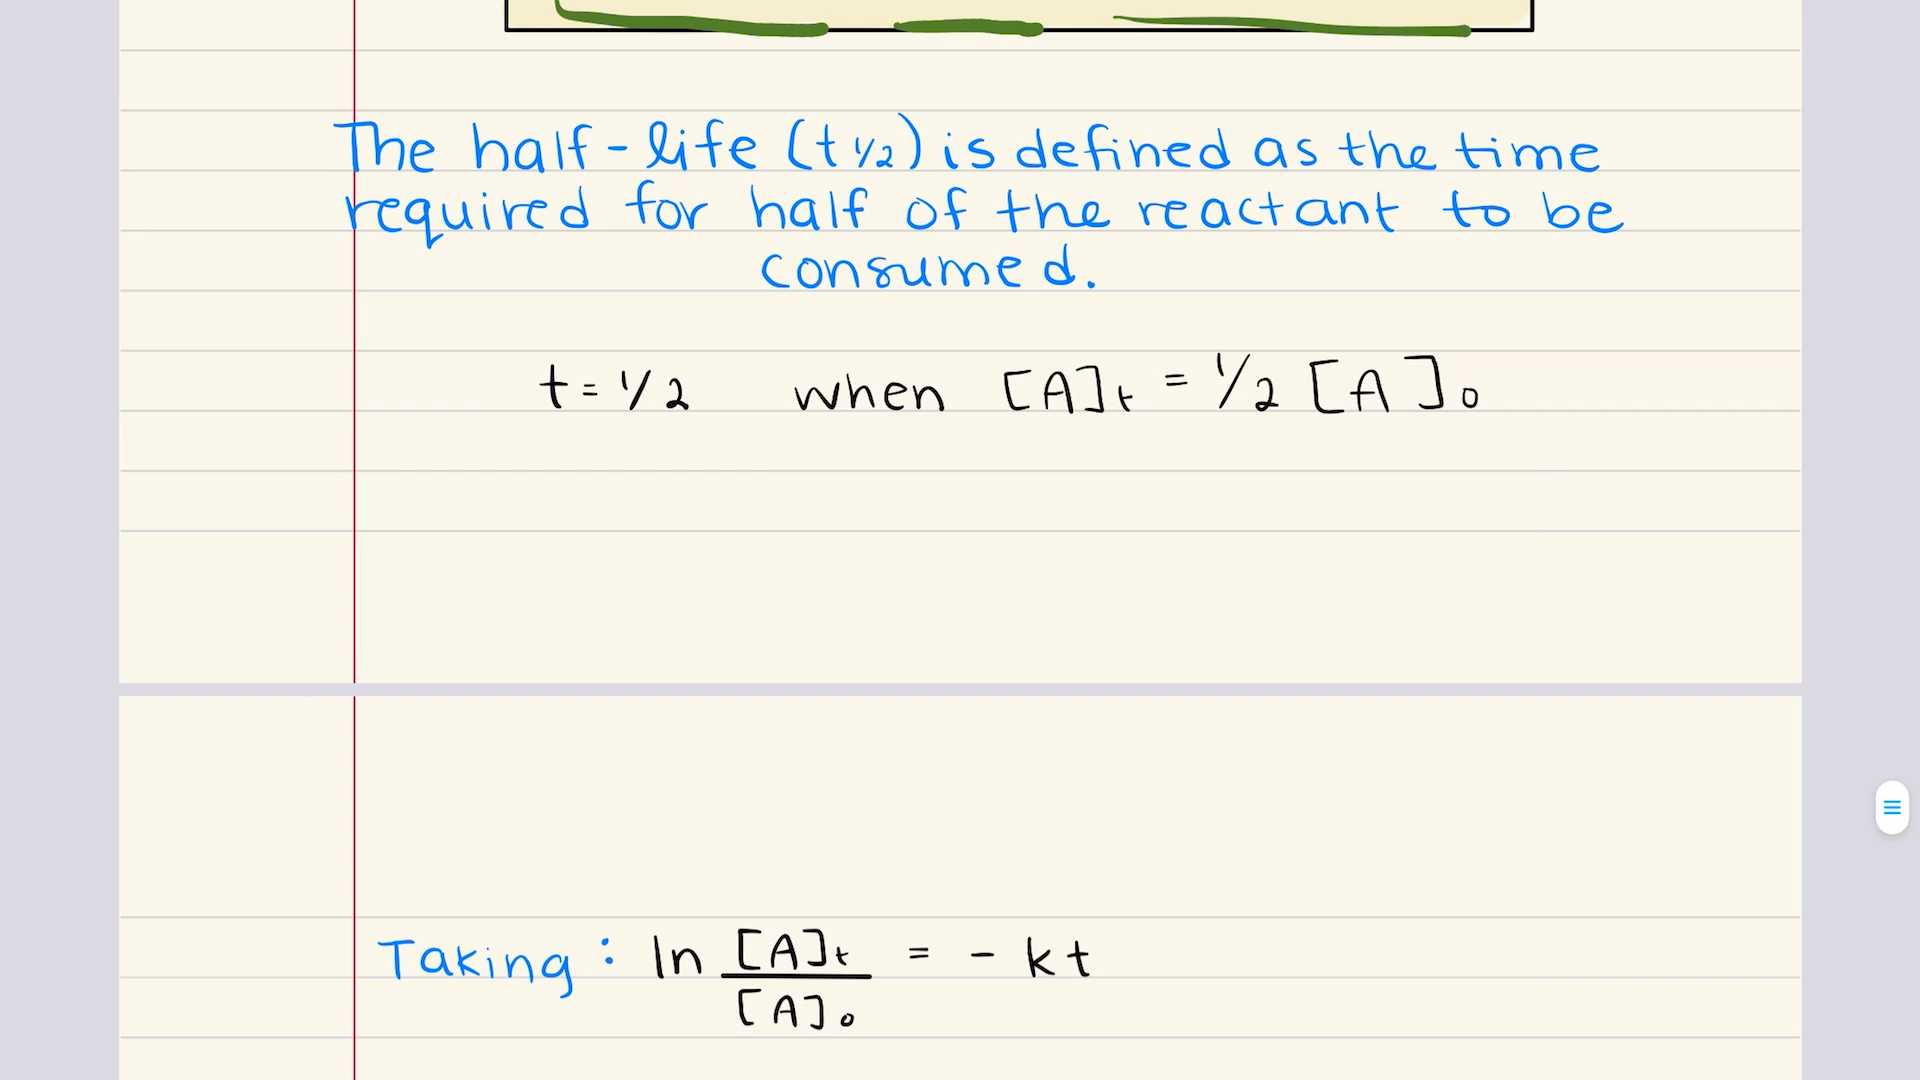 The half-life (t 1/2) is defined as the time
required for half of the reactant to be
consumed.
t = 1/2 when [A]t = 1/2 [A]0
Taking : ln [A]t = - kt
[A]0